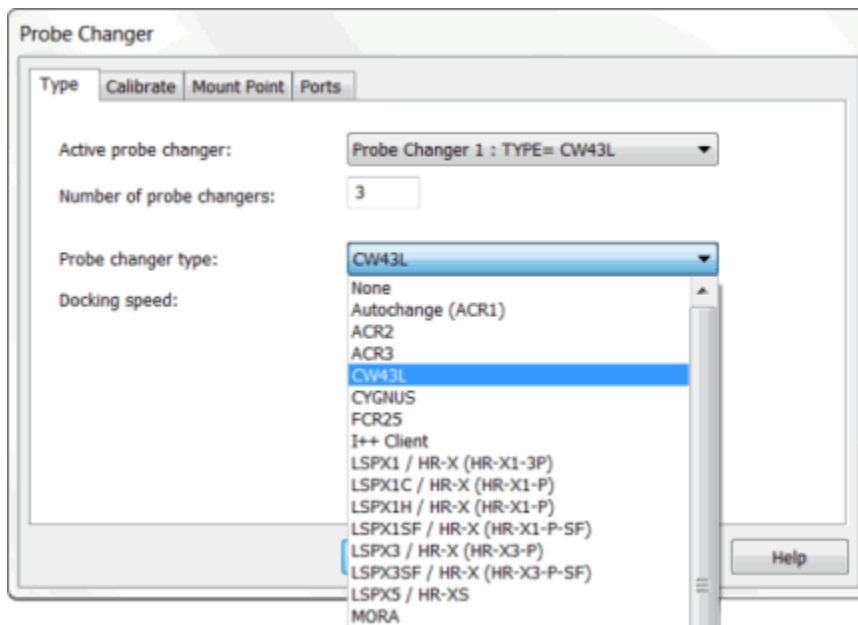 Probe Changer
Type Calibrate Mount Point Ports
Active probe changer: Probe Changer 1 : TYPE= CW43L
Number of probe changers: 3
Probe changer type: CW43L
Docking speed:
None
Autochange (ACR1)
ACR2
ACR3
CW43L
CYGNUS
FCR25
I++ Client
LSPX1 / HR-X (HR-X1-3P)
LSPX1C / HR-X (HR-X1-P)
LSPX1H / HR-X (HR-X1-P)
LSPX1SF / HR-X (HR-X1-P-SF)
LSPX3 / HR-X (HR-X3-P)
LSPX3SF / HR-X (HR-X3-P-SF)
LSPX5 / HR-XS
MORA
Help